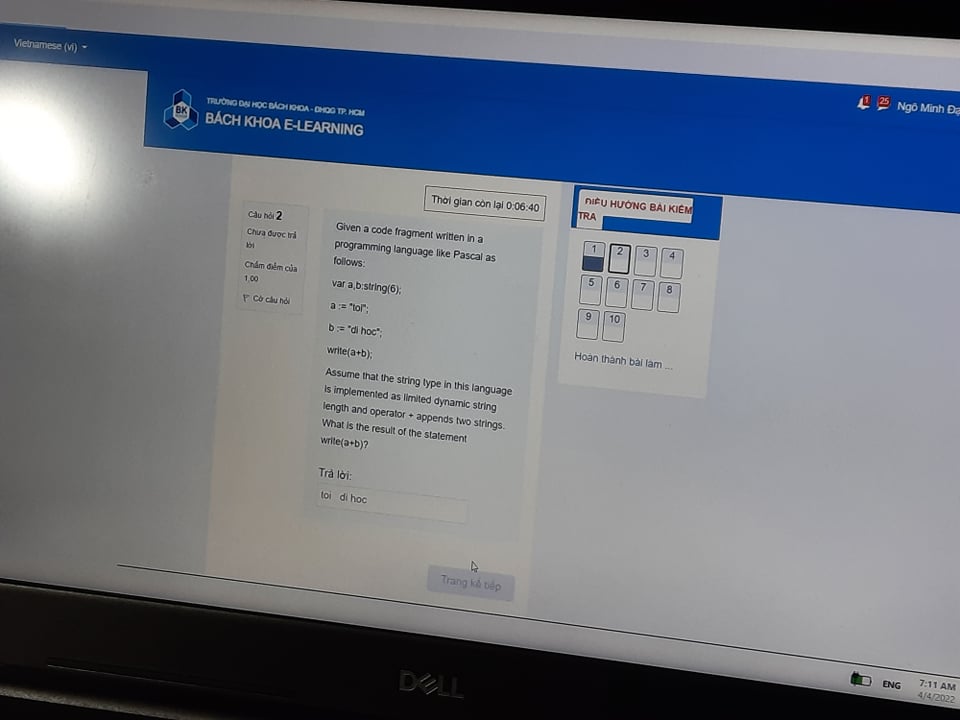 Vietnamese (vi)
BK
TRƯỜNG ĐẠI HỌC BÁCH KHOA - ĐHQG TP. HCM
BÁCH KHOA E-LEARNING
1
25
Ngô Minh Đạ
Thời gian còn lại 0:06:40
Câu hỏi 2
Chưa được trả
lời
Chấm điểm của
1,00
Cờ câu hỏi
Given a code fragment written in a
programming language like Pascal as
follows:
var a,b:string(6);
a := "toi";
b := "di hoc";
write(a+b);
Assume that the string type in this language
is implemented as limited dynamic string
length and operator + appends two strings.
What is the result of the statement
write(a+b)?
Trả lời:
toi di hoc
Trang kế tiếp
ĐIỀU HƯỚNG BÀI KIỂM
TRA
1 2 3 4
5 6 7 8
9 10
Hoàn thành bài làm ...
ENG
7:11 AM
4/4/2022
DELL